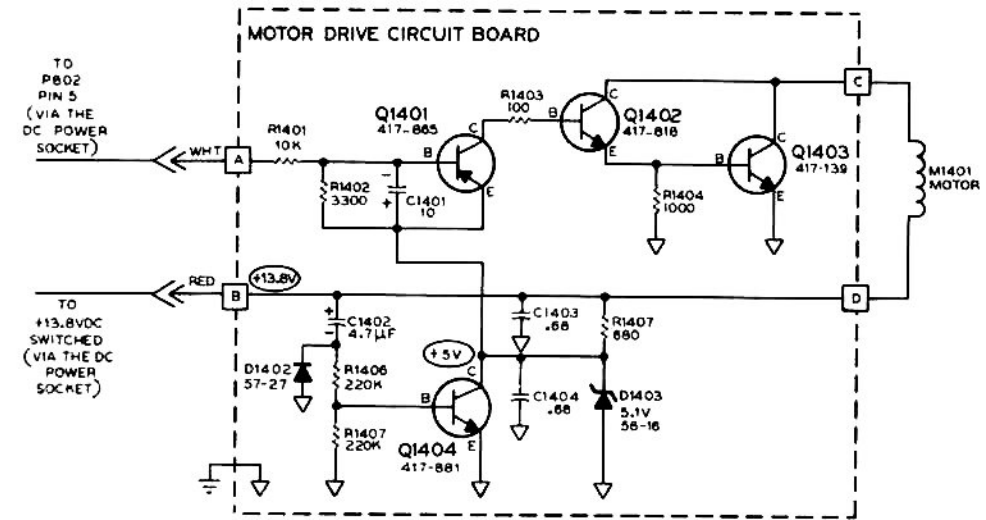 MOTOR DRIVE CIRCUIT BOARD
TO
P802
PIN 5
(VIA THE
DC POWER
SOCKET)
WHT
A
R1401
10K
R1402
3300
-
+
C1401
10
Q1401
417-865
B
C
E
R1403
100
B
C
E
Q1402
417-818
R1404
1000
B
C
E
Q1403
417-139
C
M1401
MOTOR
D
RED
B
+13.8V
TO
+13.8VDC
SWITCHED
(VIA THE DC
POWER
SOCKET)
+
-
C1402
4.7μF
D1402
57-27
R1406
220K
R1407
220K
+5V
B
C
E
Q1404
417-881
C1403
.68
C1404
.68
R1407
680
D1403
5.1V
56-16